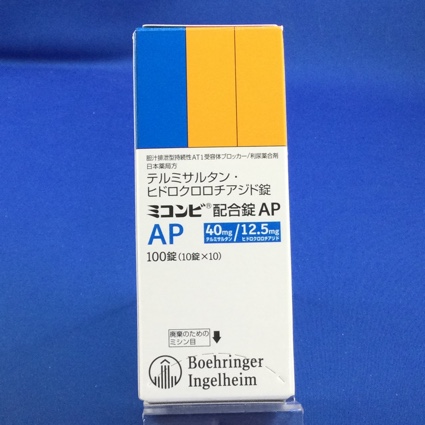 胆汁排泄型持続性AT1受容体ブロッカー/利尿薬合剤
日本薬局方
テルミサルタン・
ヒドロクロロチアジド錠
ミコンビ®配合錠AP
AP 40mg/12.5mg
テルミサルタン ヒドロクロロチアジド
100錠(10錠×10)
廃棄のための
ミシン目
Boehringer
Ingelheim